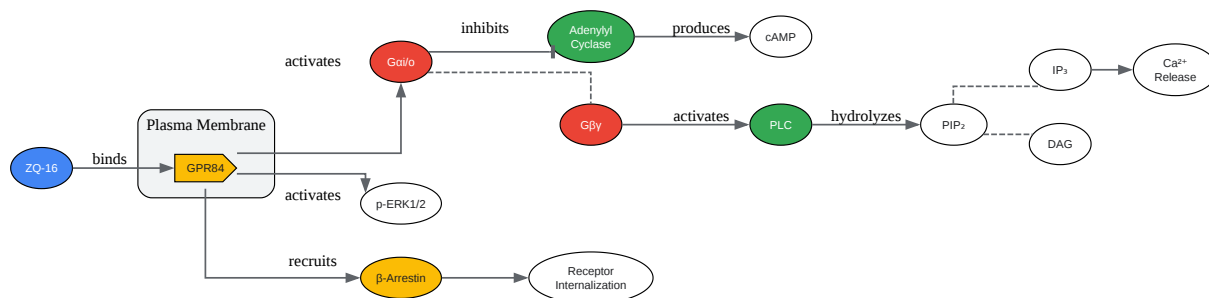 inhibits
Adenylyl
Cyclase
produces
cAMP
activates
Gαi/o
IP₃
Ca²⁺
Release
Plasma Membrane
Gβγ
activates
PLC
hydrolyzes
PIP₂
DAG
ZQ-16
binds
GPR84
activates
p-ERK1/2
recruits
β-Arrestin
Receptor
Internalization